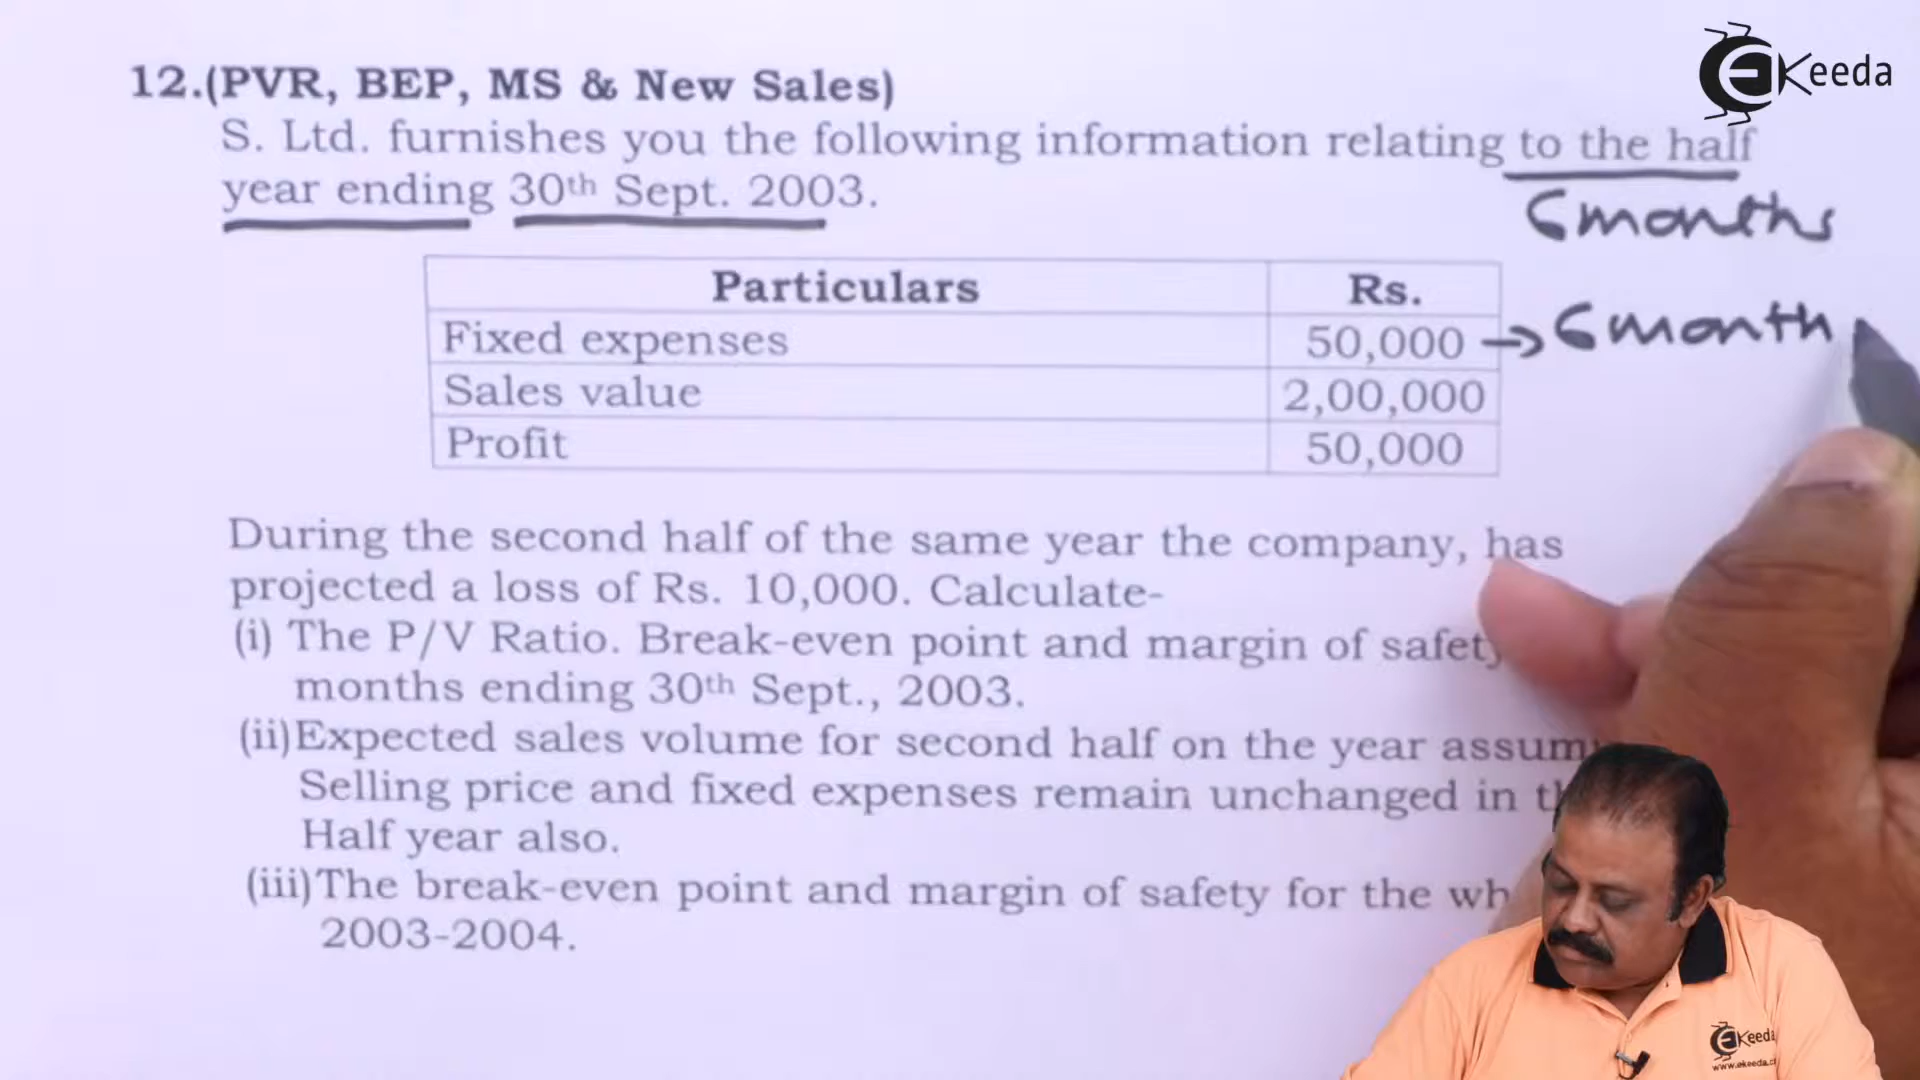 12.(PVR, BEP, MS & New Sales)
Keeda
S. Ltd. furnishes you the following information relating to the half
year ending 30th Sept. 2003.
6 months
Particulars Rs.
Fixed expenses 50,000 → 6 month
Sales value 2,00,000
Profit 50,000
During the second half of the same year the company, has
projected a loss of Rs. 10,000. Calculate-
(i) The P/V Ratio. Break-even point and margin of safety
months ending 30th Sept., 2003.
(ii) Expected sales volume for second half on the year
Selling price and fixed expenses remain unchanged in
Half year also.
(iii) The break-even point and margin of safety for the
2003-2004.
Keeda